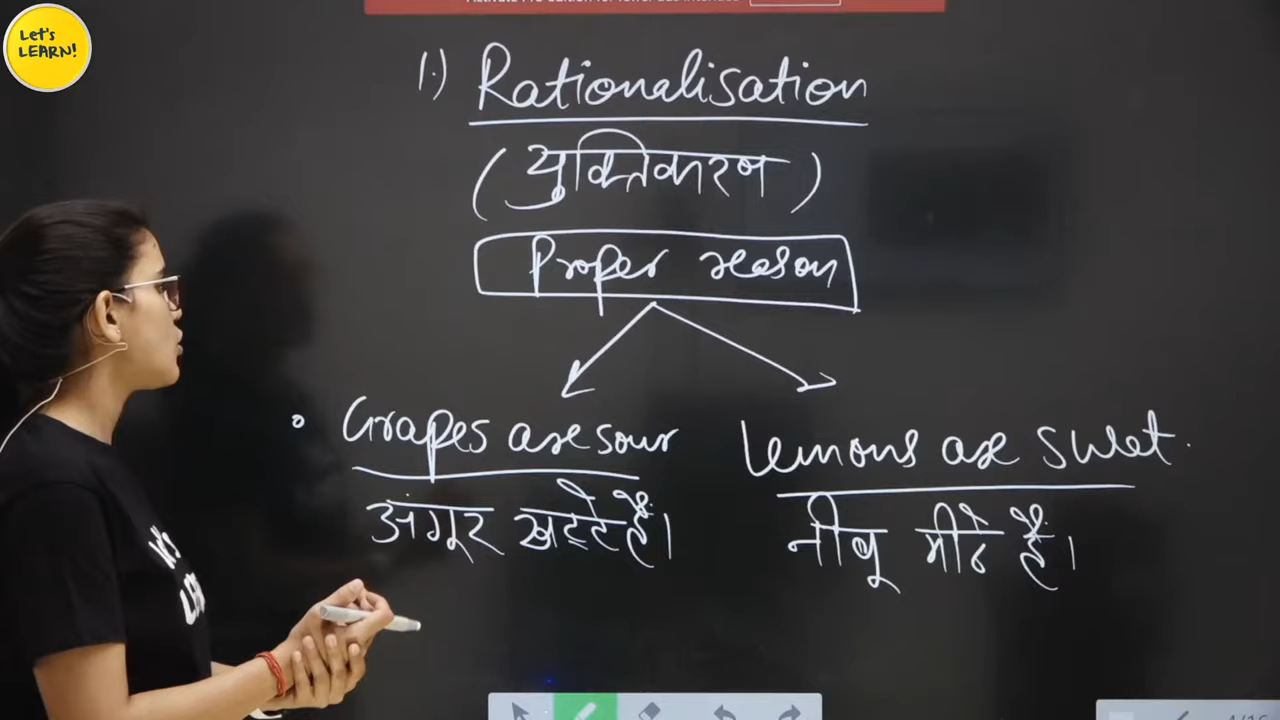 Let's
LEARN!
1.) Rationalisation
(युक्तिकरण)
Proper reason
Grapes are sour
Lemons are sweet.
अंगूर खट्टे हैं।
नीबू मीठे हैं।